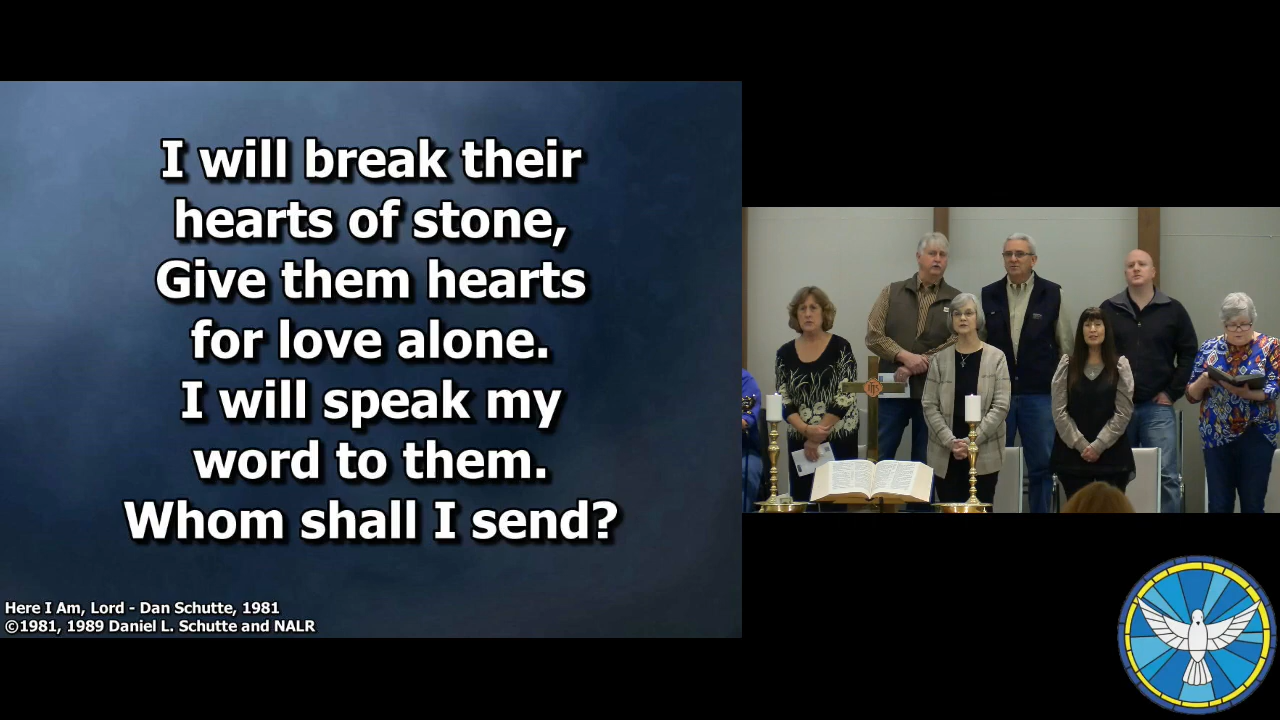 I will break their
hearts of stone,
Give them hearts
for love alone.
I will speak my
word to them.
Whom shall I send?
Here I Am, Lord - Dan Schutte, 1981
©1981, 1989 Daniel L. Schutte and NALR
IHS